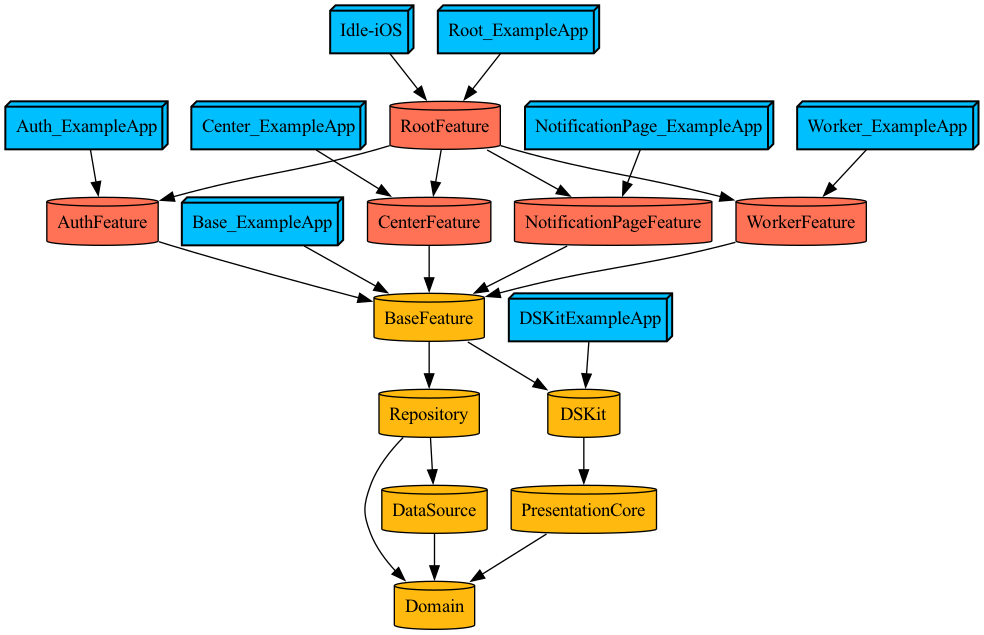 Idle-iOS
Root_ExampleApp
Auth_ExampleApp
Center_ExampleApp
RootFeature
NotificationPage_ExampleApp
Worker_ExampleApp
AuthFeature
Base_ExampleApp
CenterFeature
NotificationPageFeature
WorkerFeature
BaseFeature
DSKitExampleApp
Repository
DSKit
DataSource
PresentationCore
Domain